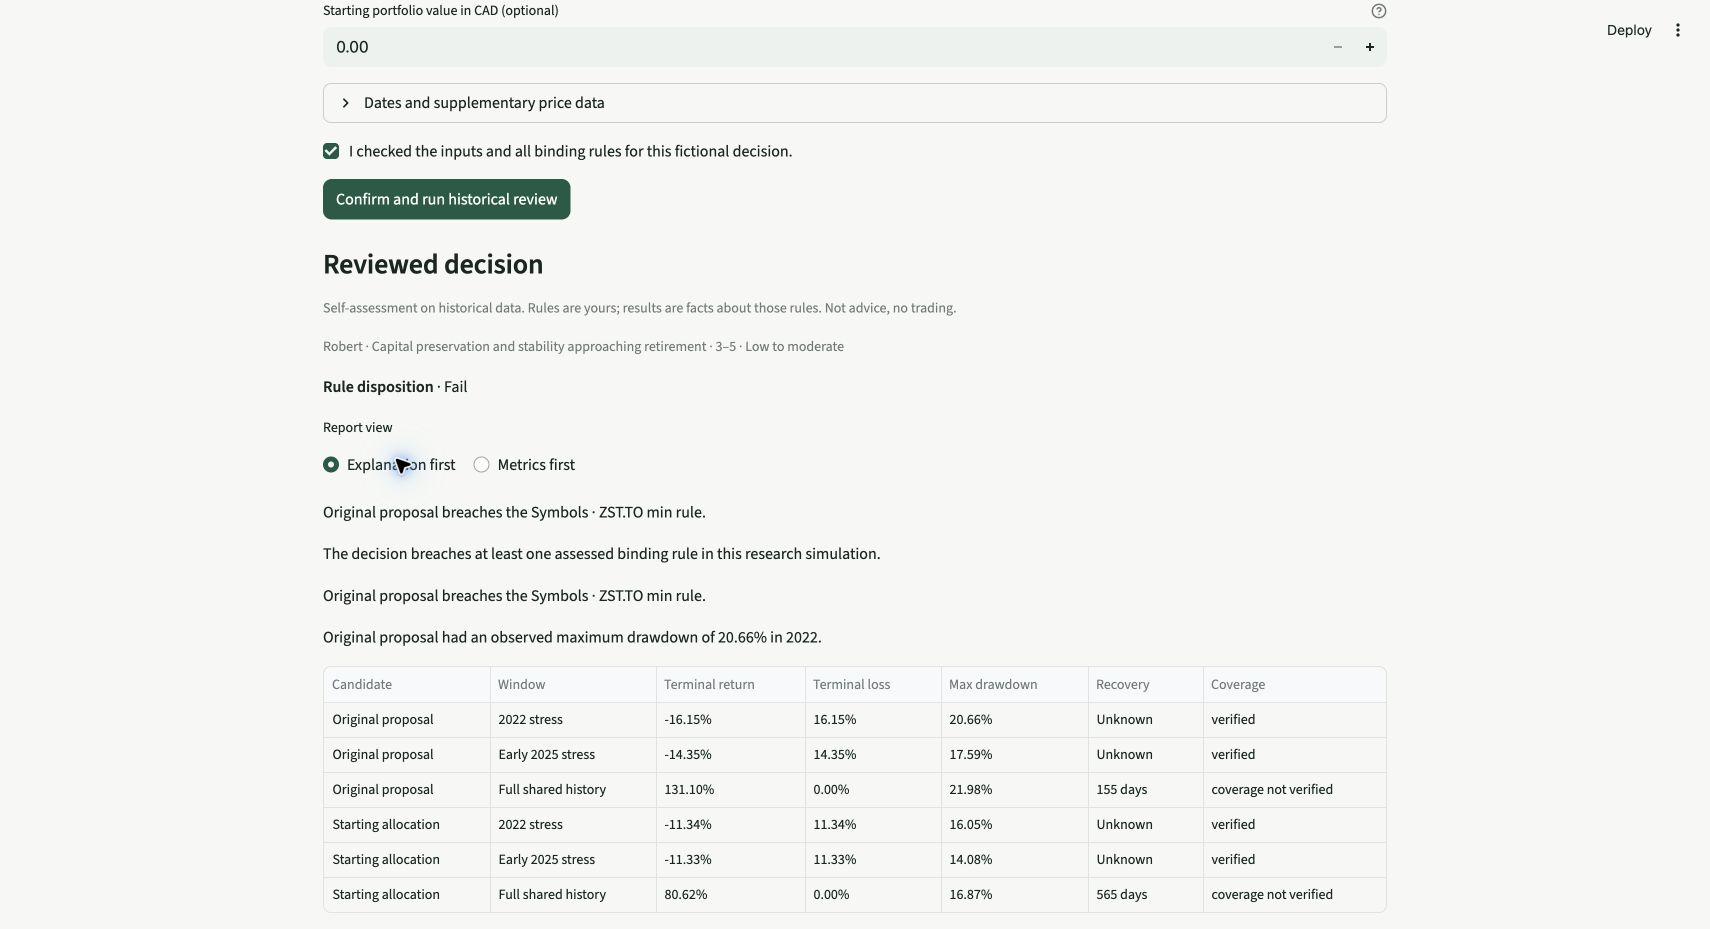 Starting portfolio value in CAD (optional)
Deploy
0.00
Dates and supplementary price data
I checked the inputs and all binding rules for this fictional decision.
Confirm and run historical review
Reviewed decision
Self-assessment on historical data. Rules are yours; results are facts about those rules. Not advice, no trading.
Robert · Capital preservation and stability approaching retirement · 3–5 · Low to moderate
Rule disposition · Fail
Report view
Explanation first Metrics first
Original proposal breaches the Symbols · ZST.TO min rule.
The decision breaches at least one assessed binding rule in this research simulation.
Original proposal breaches the Symbols · ZST.TO min rule.
Original proposal had an observed maximum drawdown of 20.66% in 2022.
Candidate Window Terminal return Terminal loss Max drawdown Recovery Coverage
Original proposal 2022 stress -16.15% 16.15% 20.66% Unknown verified
Original proposal Early 2025 stress -14.35% 14.35% 17.59% Unknown verified
Original proposal Full shared history 131.10% 0.00% 21.98% 155 days coverage not verified
Starting allocation 2022 stress -11.34% 11.34% 16.05% Unknown verified
Starting allocation Early 2025 stress -11.33% 11.33% 14.08% Unknown verified
Starting allocation Full shared history 80.62% 0.00% 16.87% 565 days coverage not verified